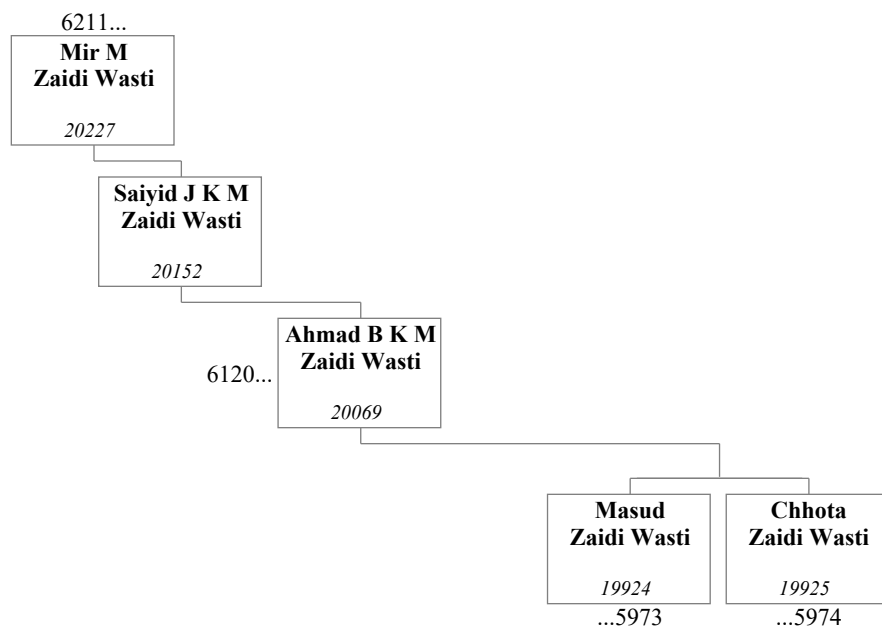 6211...
Mir M
Zaidi Wasti
20227
Saiyid J K M
Zaidi Wasti
20152
Ahmad B K M
Zaidi Wasti
6120...
20069
Masud
Zaidi Wasti
19924
...5973
Chhota
Zaidi Wasti
19925
...5974